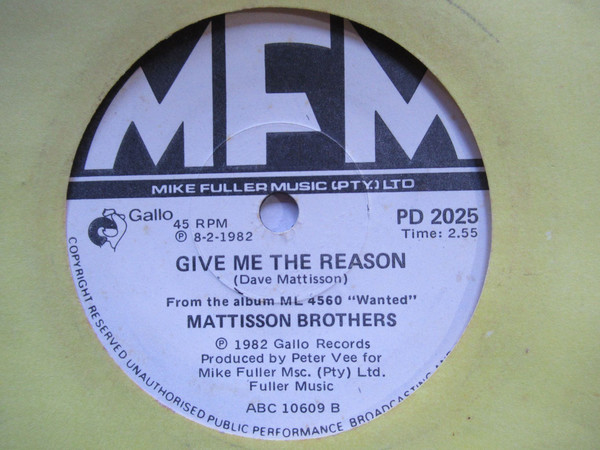 MFM
MIKE FULLER MUSIC (PTY) LTD
Gallo
45 RPM
℗ 8-2-1982
PD 2025
Time: 2.55
GIVE ME THE REASON
(Dave Mattisson)
From the album ML 4560 "Wanted"
MATTISSON BROTHERS
℗ 1982 Gallo Records
Produced by Peter Vee for
Mike Fuller Msc. (Pty) Ltd.
Fuller Music
ABC 10609 B
COPYRIGHT RESERVED UNAUTHORISED PUBLIC PERFORMANCE BROADCASTING AND